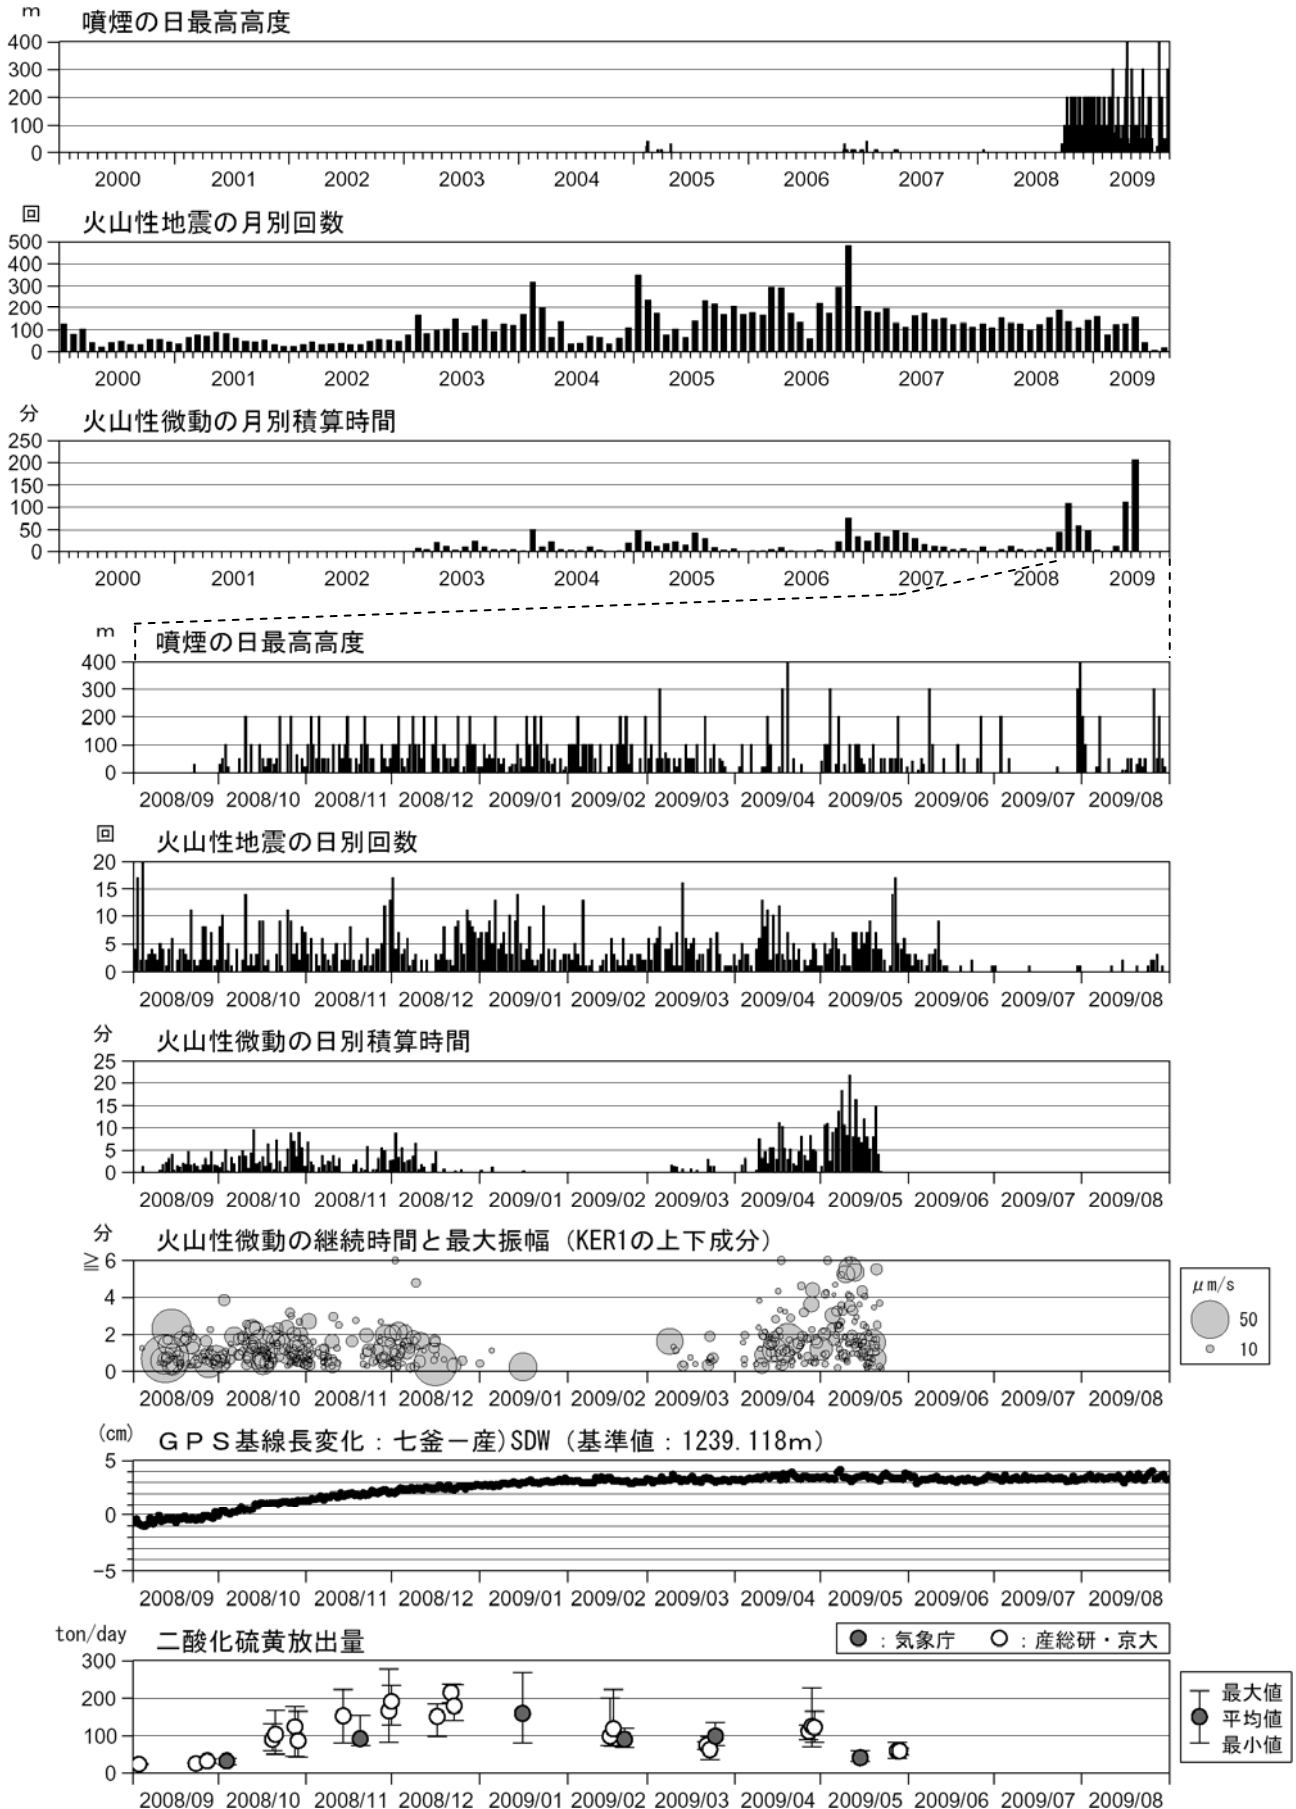 m 噴煙の日最高高度
400
300
200
100
0
2000 2001 2002 2003 2004 2005 2006 2007 2008 2009
回 火山性地震の月別回数
500
400
300
200
100
0
2000 2001 2002 2003 2004 2005 2006 2007 2008 2009
分 火山性微動の月別積算時間
250
200
150
100
50
0
2000 2001 2002 2003 2004 2005 2006 2007 2008 2009
m 噴煙の日最高高度
400
300
200
100
0
2008/09 2008/10 2008/11 2008/12 2009/01 2009/02 2009/03 2009/04 2009/05 2009/06 2009/07 2009/08
回 火山性地震の日別回数
20
15
10
5
0
2008/09 2008/10 2008/11 2008/12 2009/01 2009/02 2009/03 2009/04 2009/05 2009/06 2009/07 2009/08
分 火山性微動の日別積算時間
25
20
15
10
5
0
2008/09 2008/10 2008/11 2008/12 2009/01 2009/02 2009/03 2009/04 2009/05 2009/06 2009/07 2009/08
分 火山性微動の継続時間と最大振幅（KER1の上下成分）
≧6
4
2
0
μm/s
50
10
2008/09 2008/10 2008/11 2008/12 2009/01 2009/02 2009/03 2009/04 2009/05 2009/06 2009/07 2009/08
(cm) ＧＰＳ基線長変化：七釜－産)SDW（基準値：1239.118m）
5
0
-5
2008/09 2008/10 2008/11 2008/12 2009/01 2009/02 2009/03 2009/04 2009/05 2009/06 2009/07 2009/08
ton/day 二酸化硫黄放出量 ●：気象庁 ○：産総研・京大
300
200
100
0
最大値
平均値
最小値
2008/09 2008/10 2008/11 2008/12 2009/01 2009/02 2009/03 2009/04 2009/05 2009/06 2009/07 2009/08